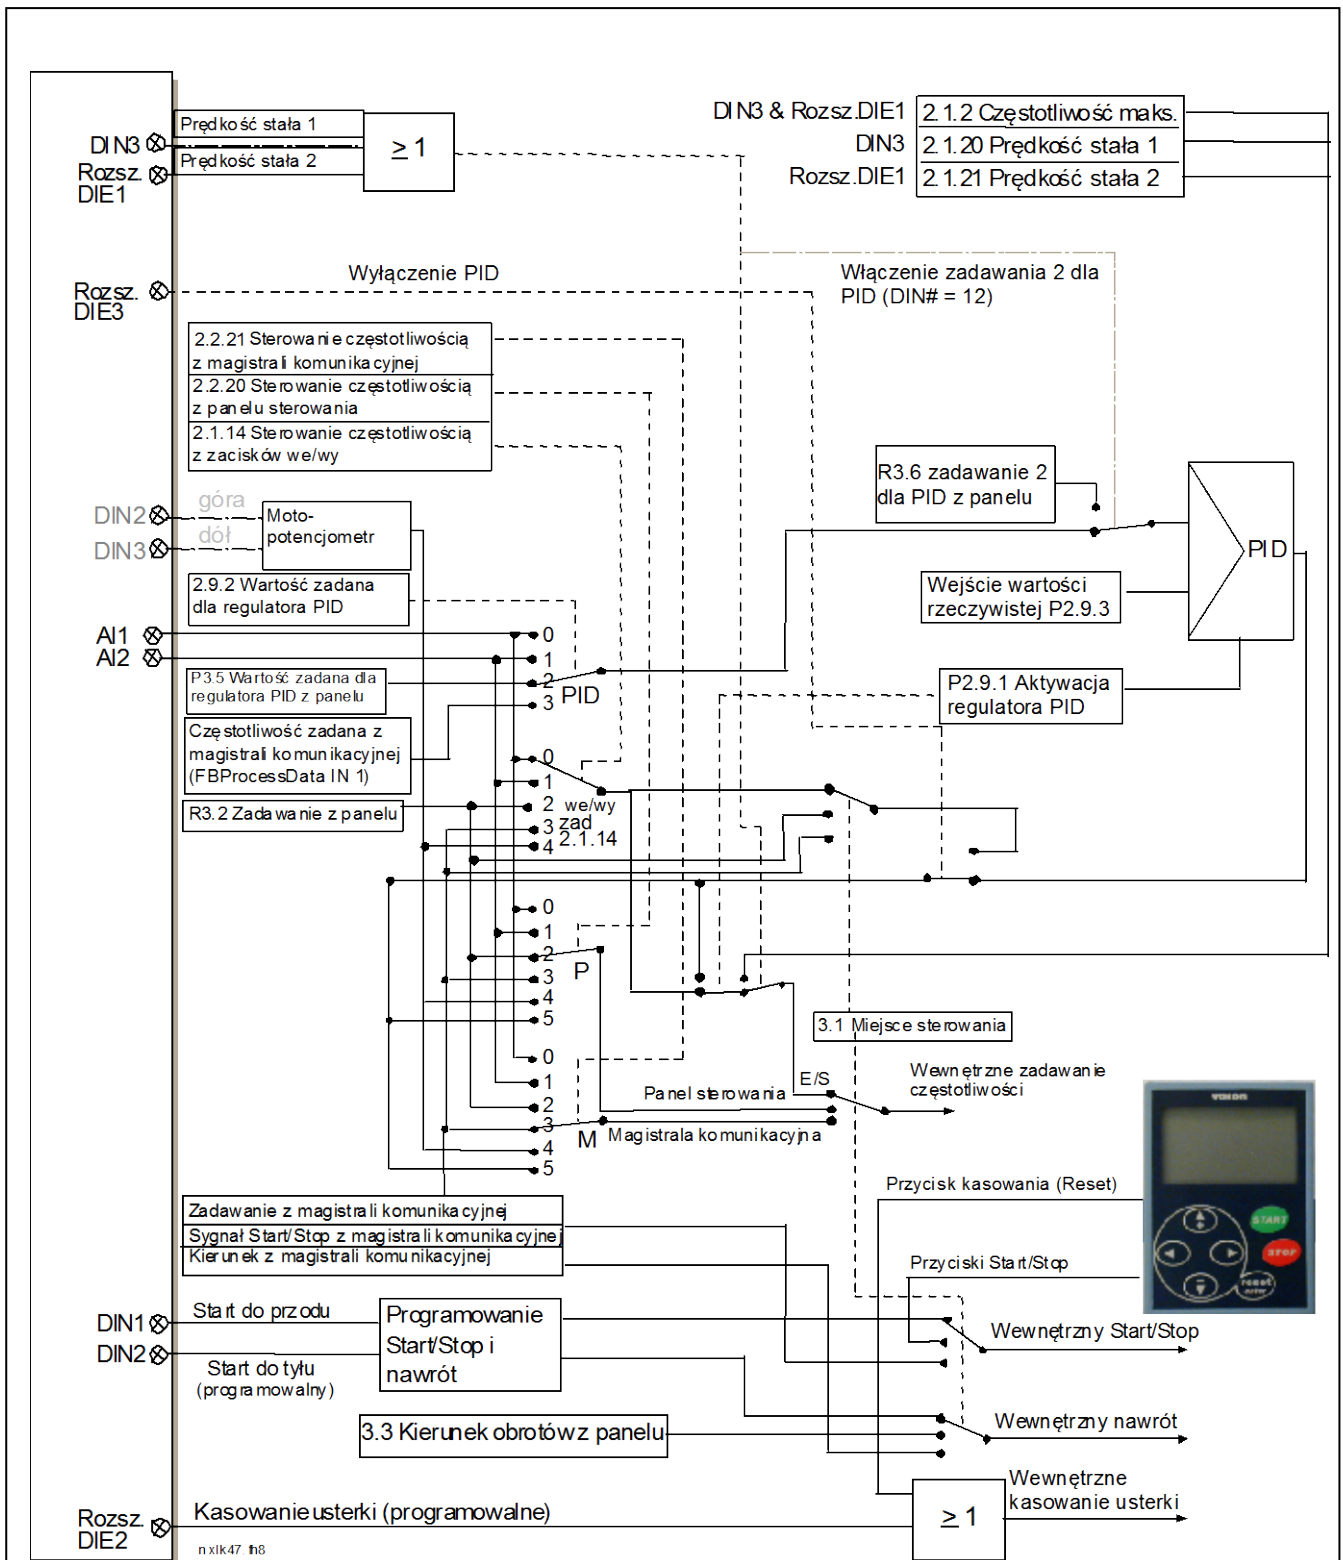 Prędkość stała 1
DIN3
Prędkość stała 2
Rozsz.
DIE1
≥ 1
DIN3 & Rozsz.DIE1
2.1.2 Częstotliwość maks.
DIN3
2.1.20 Prędkość stała 1
Rozsz.DIE1
2.1.21 Prędkość stała 2
Wyłączenie PID
Włączenie zadawania 2 dla
PID (DIN# = 12)
Rozsz.
DIE3
2.2.21 Sterowanie częstotliwością
z magistrali komunikacyjnej
2.2.20 Sterowanie częstotliwością
z panelu sterowania
2.1.14 Sterowanie częstotliwością
z zacisków we/wy
R3.6 zadawanie 2
dla PID z panelu
DIN2
góra
DIN3
dół
Moto-
potencjometr
PID
2.9.2 Wartość zadana
dla regulatora PID
Wejście wartości
rzeczywistej P2.9.3
AI1
AI2
0
1
2
3
PID
P3.5 Wartość zadana dla
regulatora PID z panelu
P2.9.1 Aktywacja
regulatora PID
Częstotliwość zadana z
magistrali komunikacyjnej
(FBProcessData IN 1)
R3.2 Zadawanie z panelu
0
1
2
3
4
we/wy
zad
2.1.14
0
1
2
3
4
5
P
3.1 Miejsce sterowania
0
1
2
3
4
5
M
E/S
Panel sterowania
Magistrala komunikacyjna
Wewnętrzne zadawanie
częstotliwości
VACON
START
STOP
reset
Przycisk kasowania (Reset)
Zadawanie z magistrali komunikacyjnej
Sygnał Start/Stop z magistrali komunikacyjnej
Kierunek z magistrali komunikacyjnej
Przyciski Start/Stop
DIN1
Start do przodu
DIN2
Start do tyłu
(programowalny)
Programowanie
Start/Stop i
nawrót
Wewnętrzny Start/Stop
3.3 Kierunek obrotów z panelu
Wewnętrzny nawrót
Rozsz.
DIE2
Kasowanie usterki (programowalne)
≥ 1
Wewnętrzne
kasowanie usterki
nxlk47.fh8